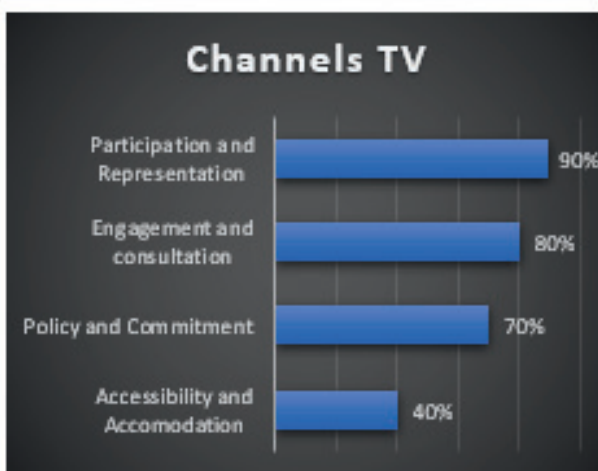 Channels TV
Participation and
Representation
90%
Engagement and
consultation
80%
Policy and Commitment
70%
Accessibility and
Accomodation
40%